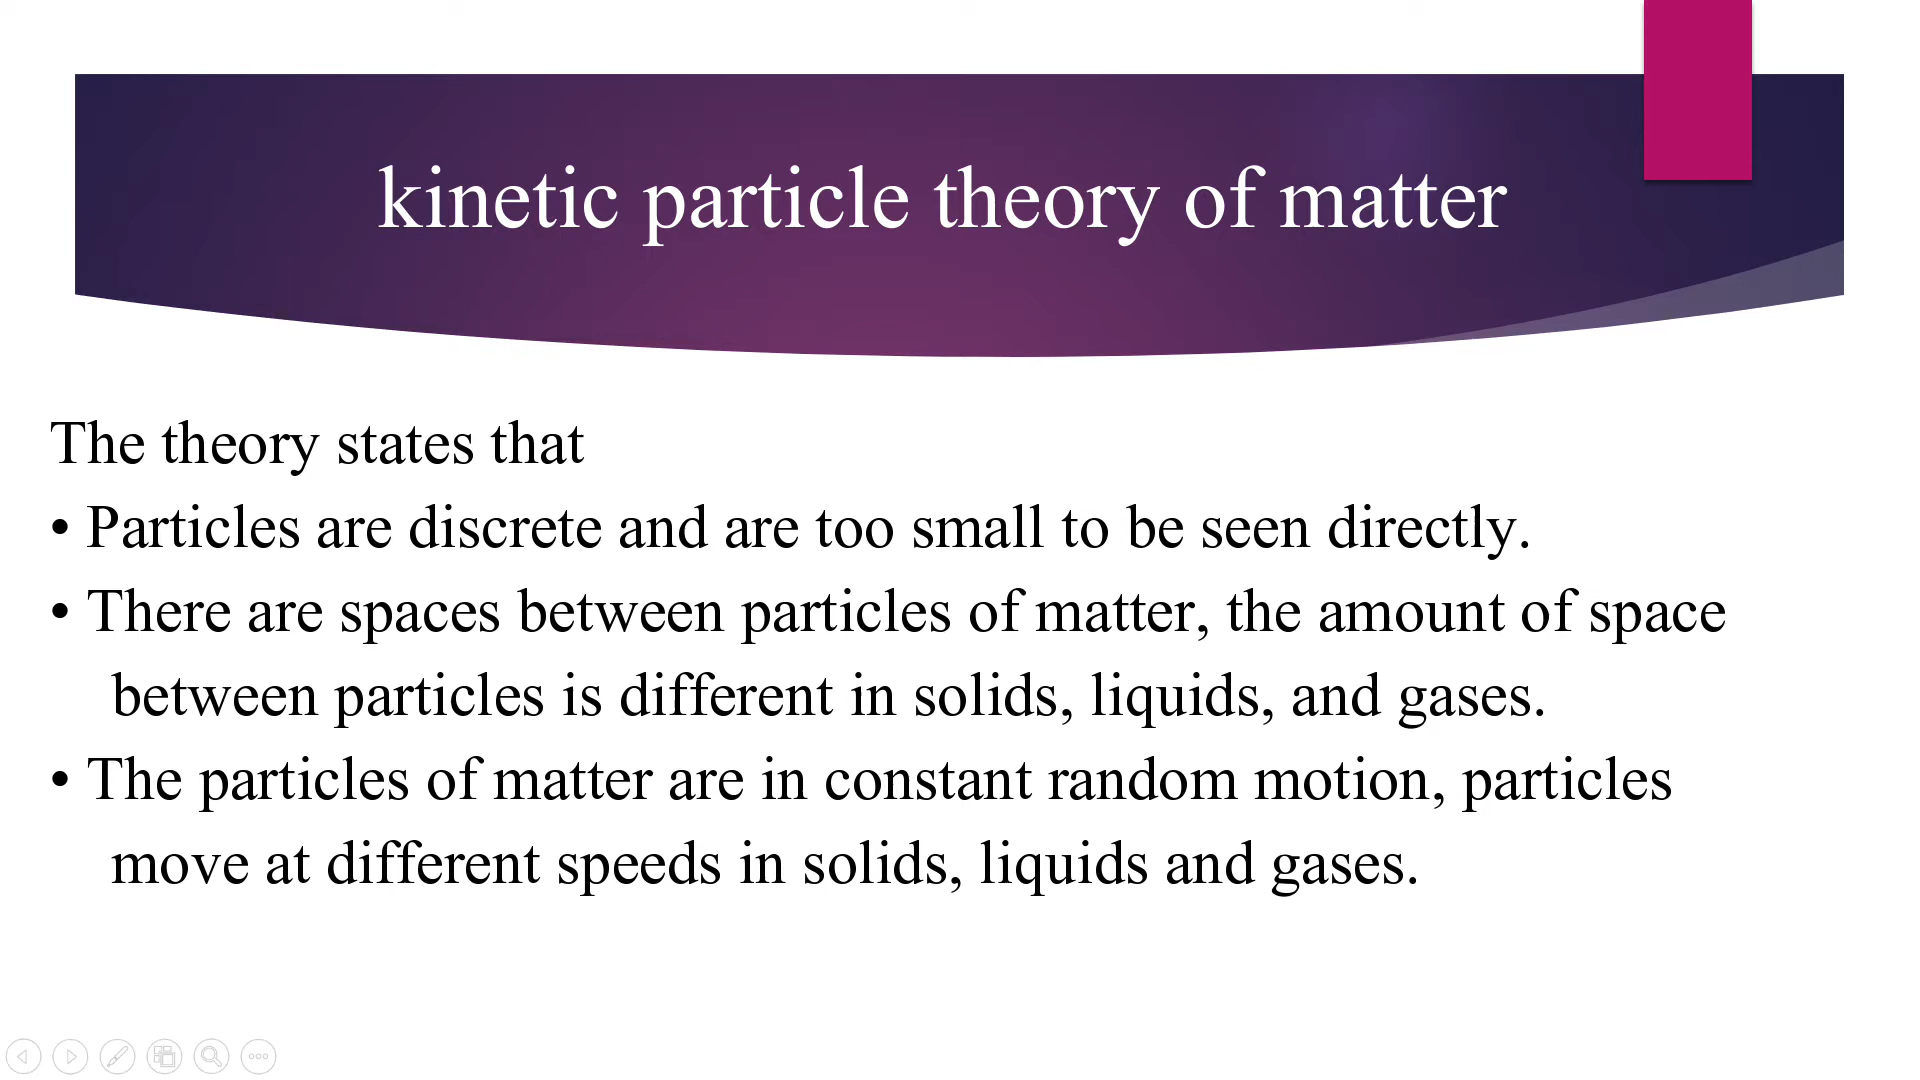 kinetic particle theory of matter
The theory states that
• Particles are discrete and are too small to be seen directly.
• There are spaces between particles of matter, the amount of space
between particles is different in solids, liquids, and gases.
• The particles of matter are in constant random motion, particles
move at different speeds in solids, liquids and gases.